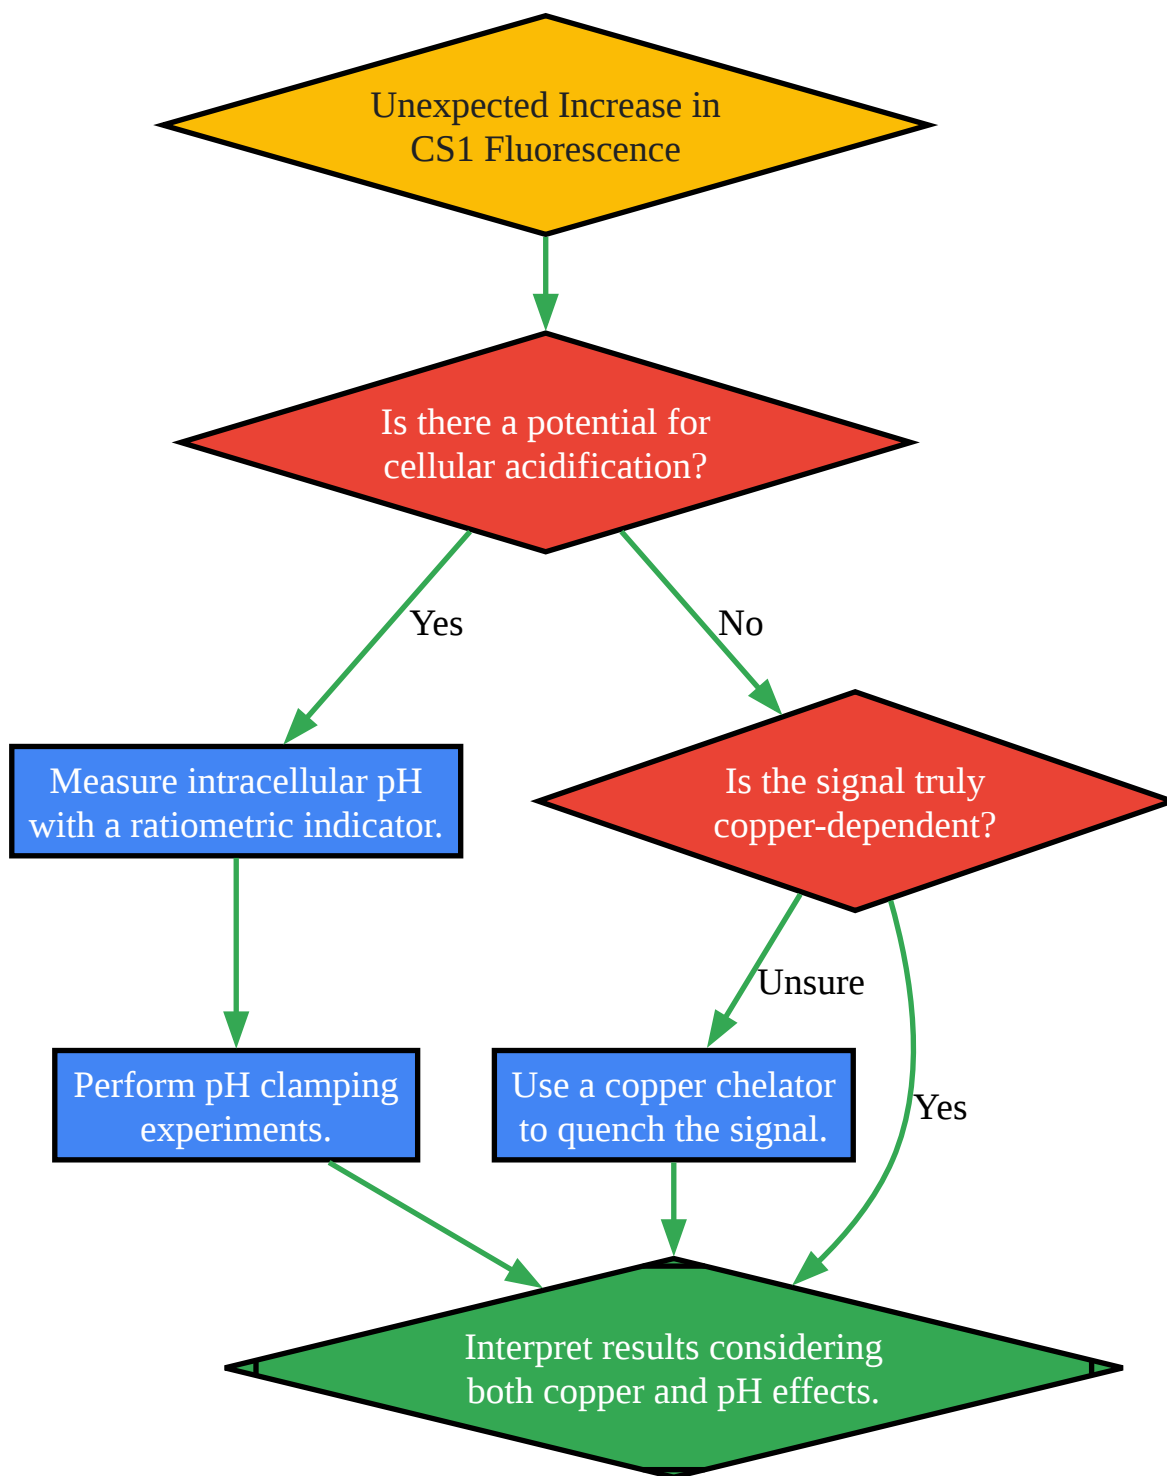 Unexpected Increase in
CS1 Fluorescence
Is there a potential for
cellular acidification?
Yes
No
Measure intracellular pH
with a ratiometric indicator.
Is the signal truly
copper-dependent?
Unsure
Yes
Perform pH clamping
experiments.
Use a copper chelator
to quench the signal.
Interpret results considering
both copper and pH effects.